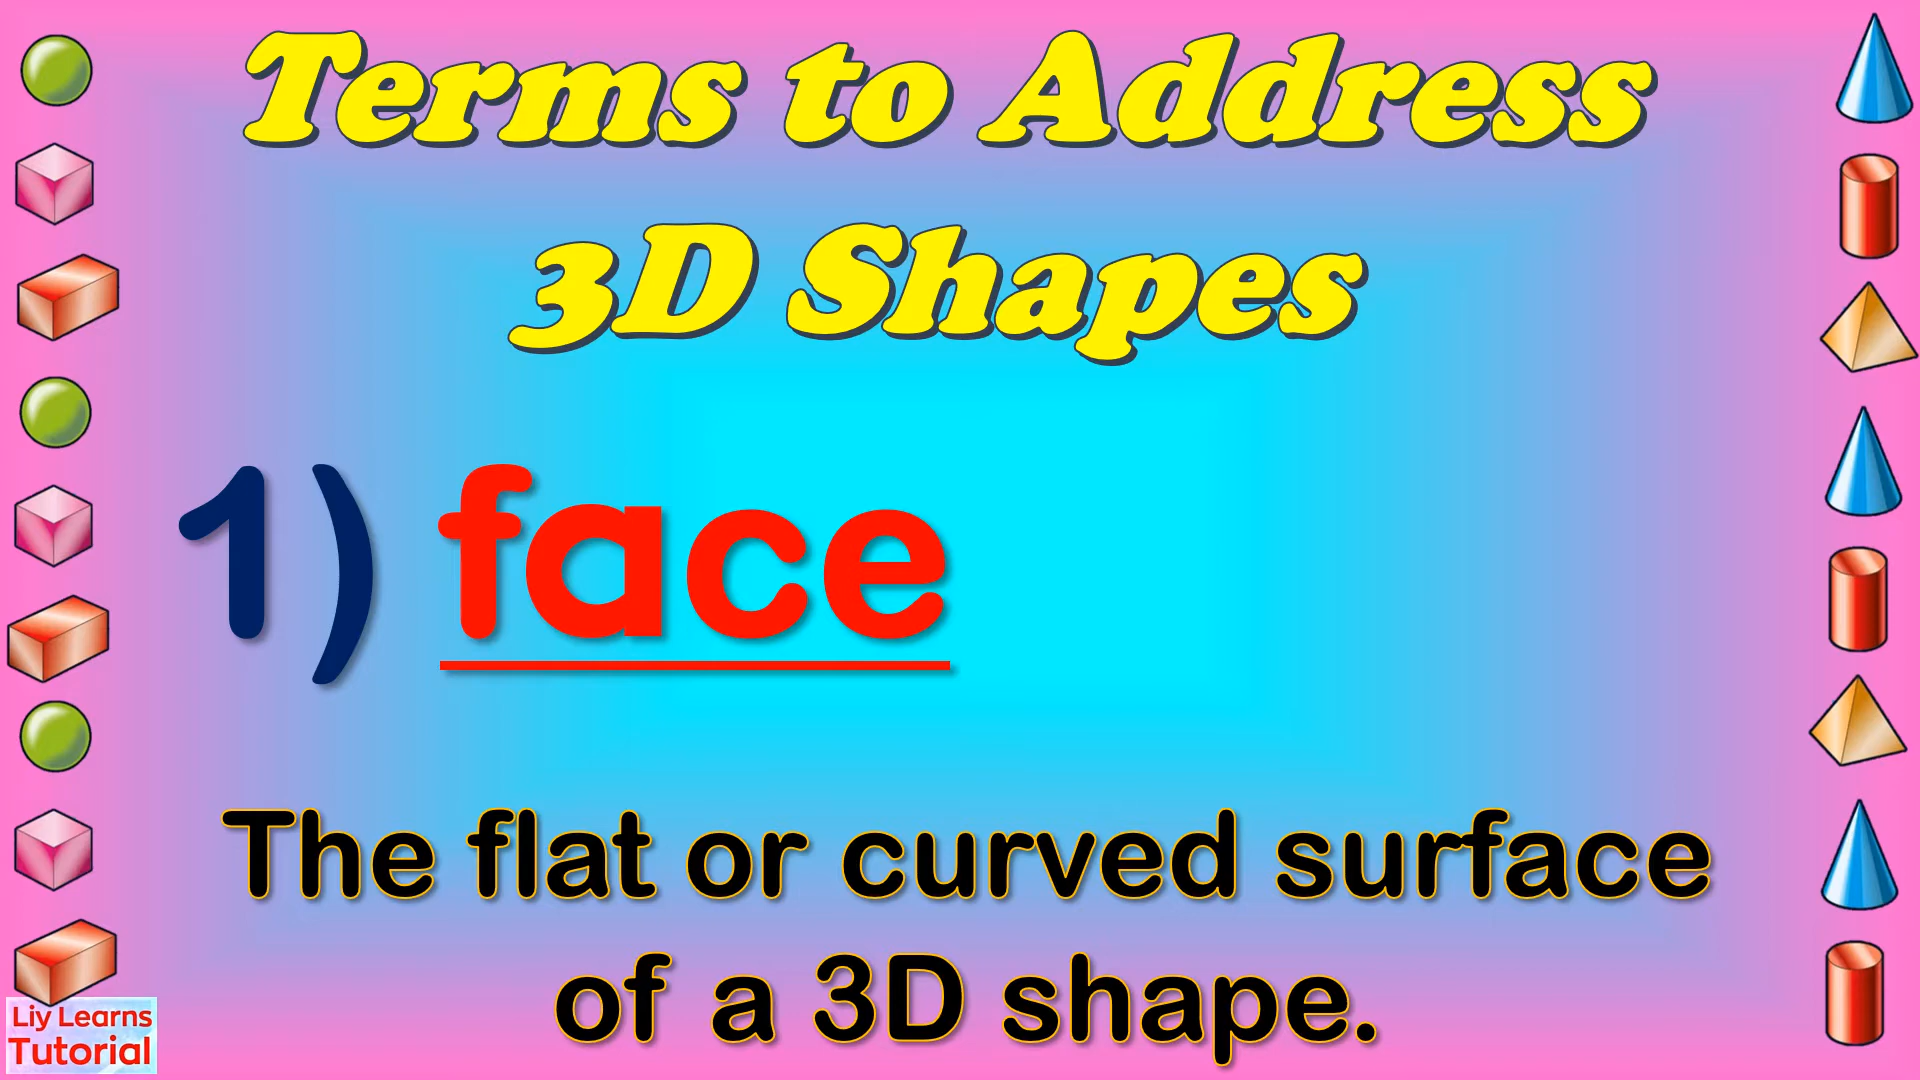 Terms to Address
3D Shapes
1) face
The flat or curved surface
of a 3D shape.
Liy Learns
Tutorial